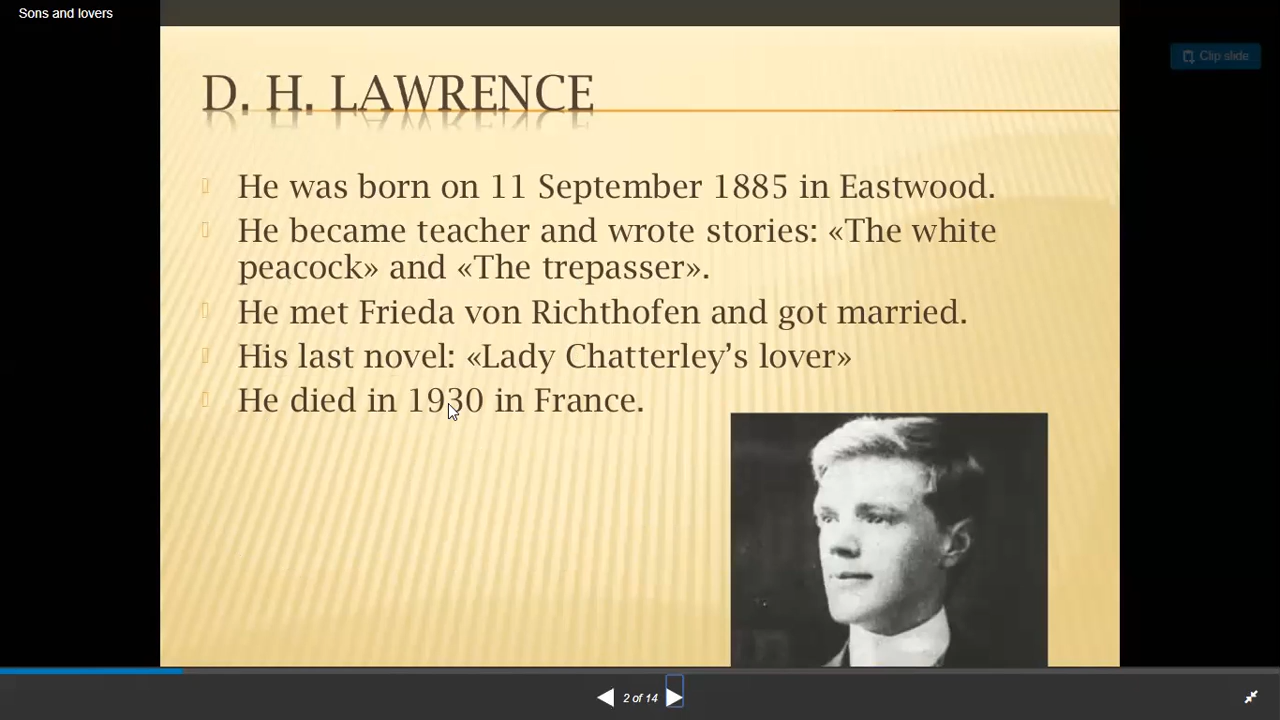 Sons and lovers
Clip slide
D. H. LAWRENCE
He was born on 11 September 1885 in Eastwood.
He became teacher and wrote stories: «The white
peacock» and «The trepasser».
He met Frieda von Richthofen and got married.
His last novel: «Lady Chatterley’s lover»
He died in 1930 in France.
2 of 14